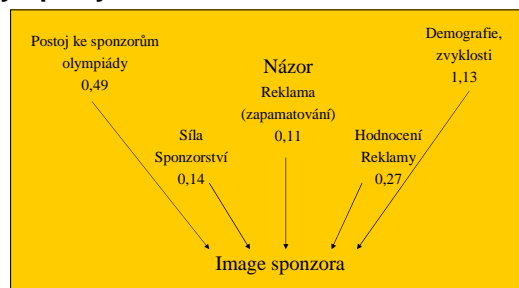 Postoj ke sponzorům
olympiády
0,49
Síla
Sponzorství
0,14
Názor
Reklama
(zapamatování)
0,11
Hodnocení
Reklamy
0,27
Demografie,
zvyklosti
1,13
Image sponzora